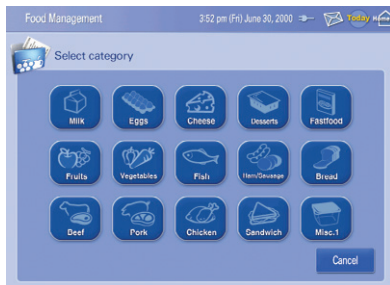 Food Management 3:52 pm (Fri) June 30, 2000 Today Home
Select category
Milk Eggs Cheese Desserts Fastfood
Fruits Vegetables Fish Ham/Sausage Bread
Beef Pork Chicken Sandwich Misc.1
Cancel